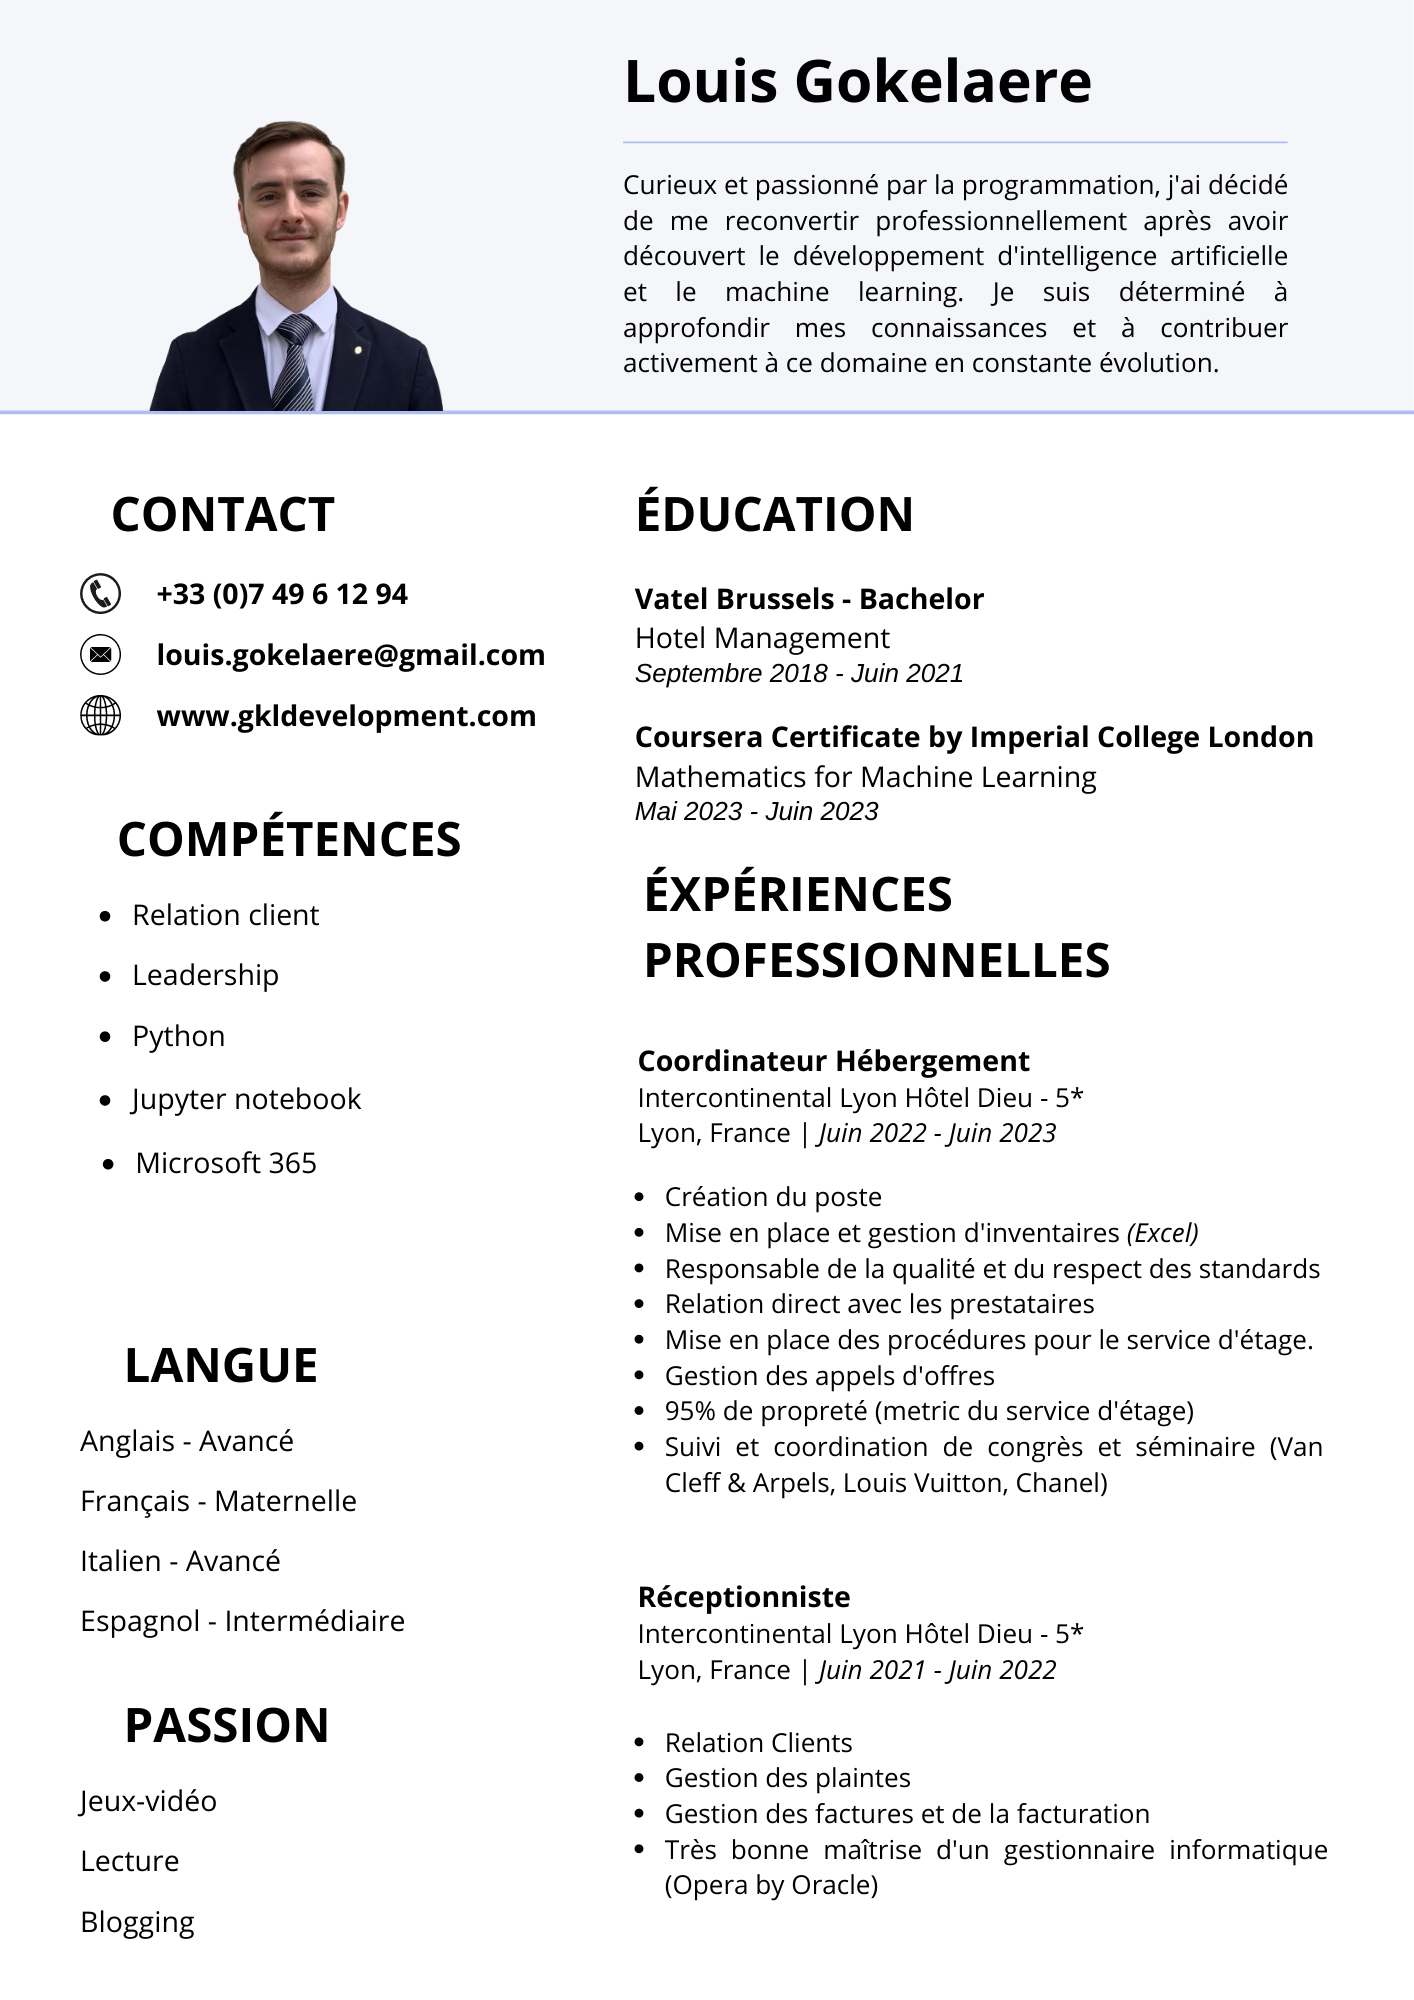 Louis Gokelaere
Curieux et passionné par la programmation, j'ai décidé
de me reconvertir professionnellement après avoir
découvert le développement d'intelligence artificielle
et le machine learning. Je suis déterminé à
approfondir mes connaissances et à contribuer
activement à ce domaine en constante évolution.
CONTACT
+33 (0)7 49 6 12 94
louis.gokelaere@gmail.com
www.gkldevelopment.com
COMPÉTENCES
• Relation client
• Leadership
• Python
• Jupyter notebook
• Microsoft 365
LANGUE
Anglais - Avancé
Français - Maternelle
Italien - Avancé
Espagnol - Intermédiaire
PASSION
Jeux-vidéo
Lecture
Blogging
ÉDUCATION
Vatel Brussels - Bachelor
Hotel Management
Septembre 2018 - Juin 2021
Coursera Certificate by Imperial College London
Mathematics for Machine Learning
Mai 2023 - Juin 2023
ÉXPÉRIENCES
PROFESSIONNELLES
Coordinateur Hébergement
Intercontinental Lyon Hôtel Dieu - 5*
Lyon, France | Juin 2022 - Juin 2023
• Création du poste
• Mise en place et gestion d'inventaires (Excel)
• Responsable de la qualité et du respect des standards
• Relation direct avec les prestataires
• Mise en place des procédures pour le service d'étage.
• Gestion des appels d'offres
• 95% de propreté (metric du service d'étage)
• Suivi et coordination de congrès et séminaire (Van
Cleff & Arpels, Louis Vuitton, Chanel)
Réceptionniste
Intercontinental Lyon Hôtel Dieu - 5*
Lyon, France | Juin 2021 - Juin 2022
• Relation Clients
• Gestion des plaintes
• Gestion des factures et de la facturation
• Très bonne maîtrise d'un gestionnaire informatique
(Opera by Oracle)